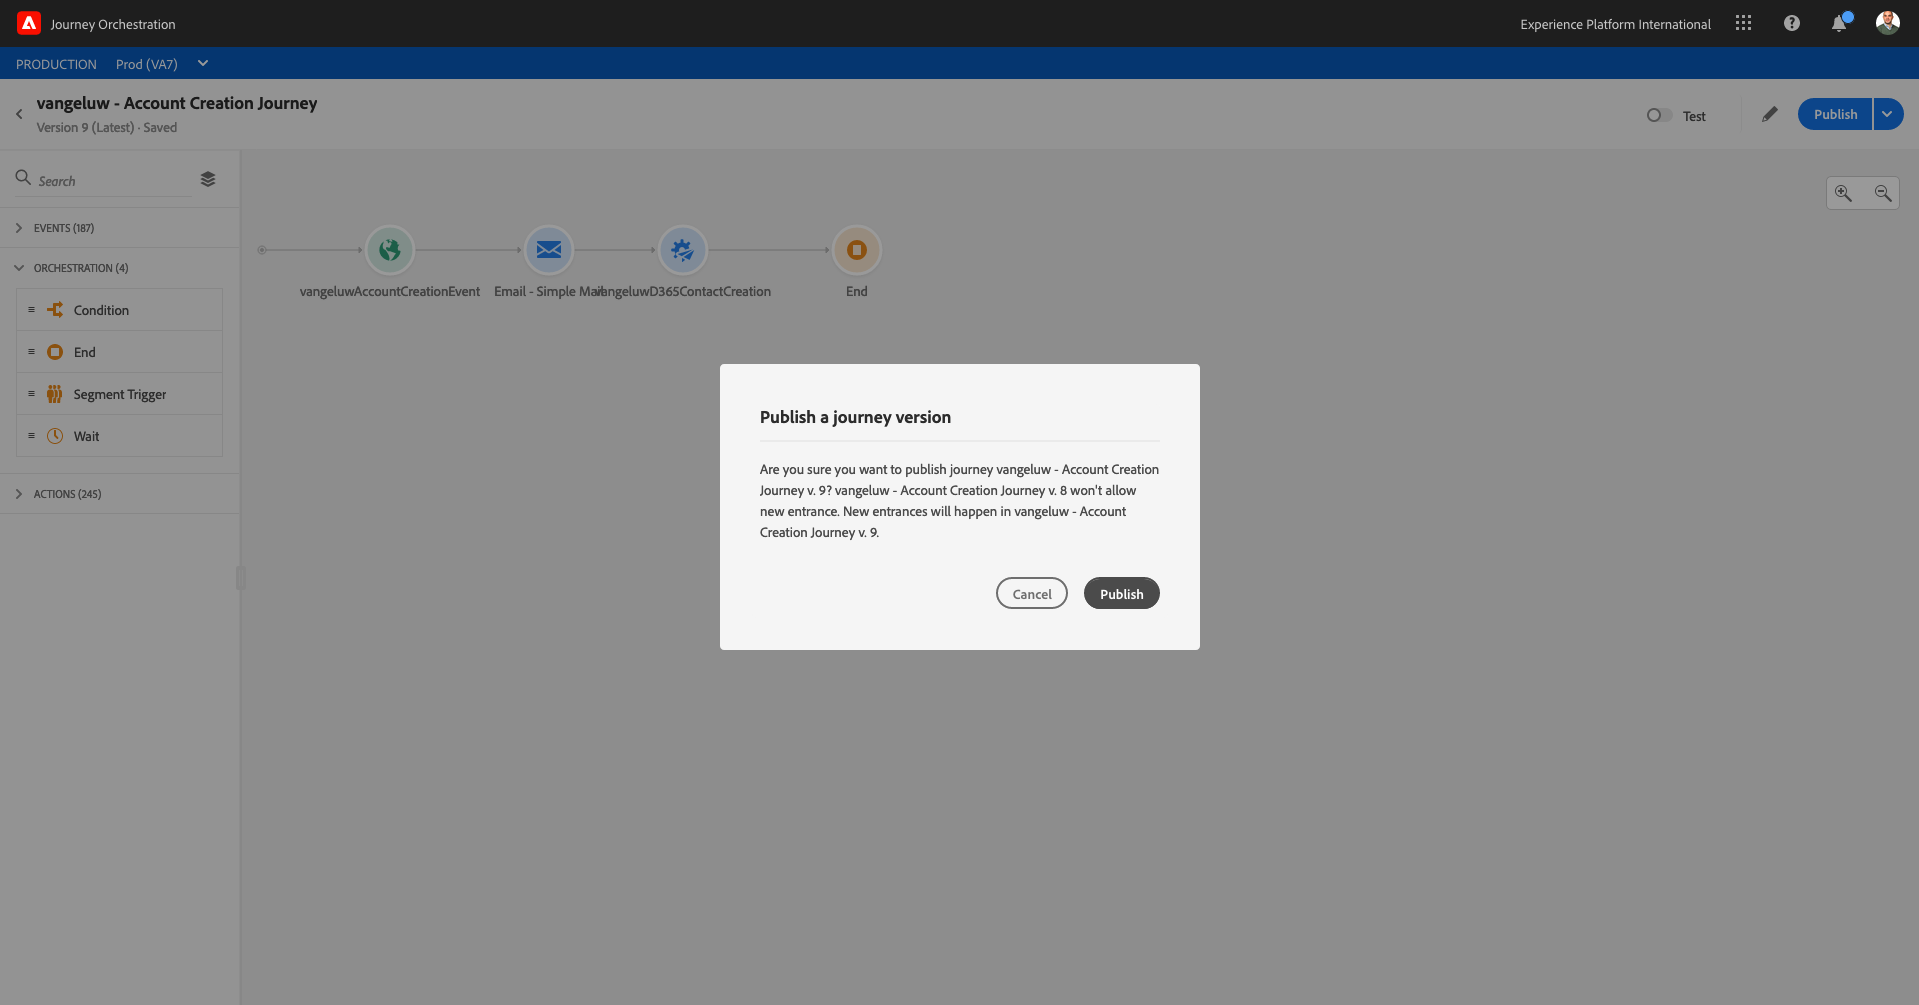 Journey Orchestration
Experience Platform International
PRODUCTION Prod (VA7)
vangeluw - Account Creation Journey
Version 9 (Latest) · Saved
Test
Publish
Search
EVENTS (187)
ORCHESTRATION (4)
Condition
End
Segment Trigger
Wait
ACTIONS (245)
vangeluwAccountCreationEvent
Email - Simple Mail
vangeluwD365ContactCreation
End
Publish a journey version
Are you sure you want to publish journey vangeluw - Account Creation
Journey v. 9? vangeluw - Account Creation Journey v. 8 won't allow
new entrance. New entrances will happen in vangeluw - Account
Creation Journey v. 9.
Cancel
Publish